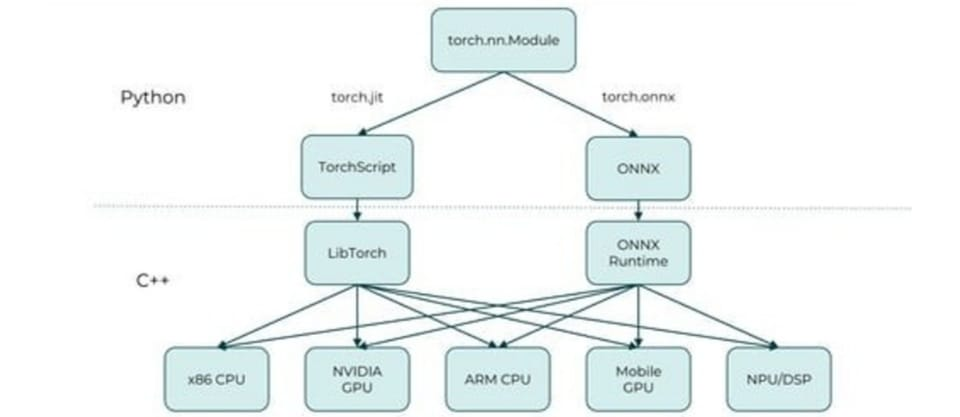 torch.nn.Module
Python
torch.jit
torch.onnx
TorchScript
ONNX
LibTorch
ONNX
Runtime
C++
x86 CPU
NVIDIA
GPU
ARM CPU
Mobile
GPU
NPU/DSP